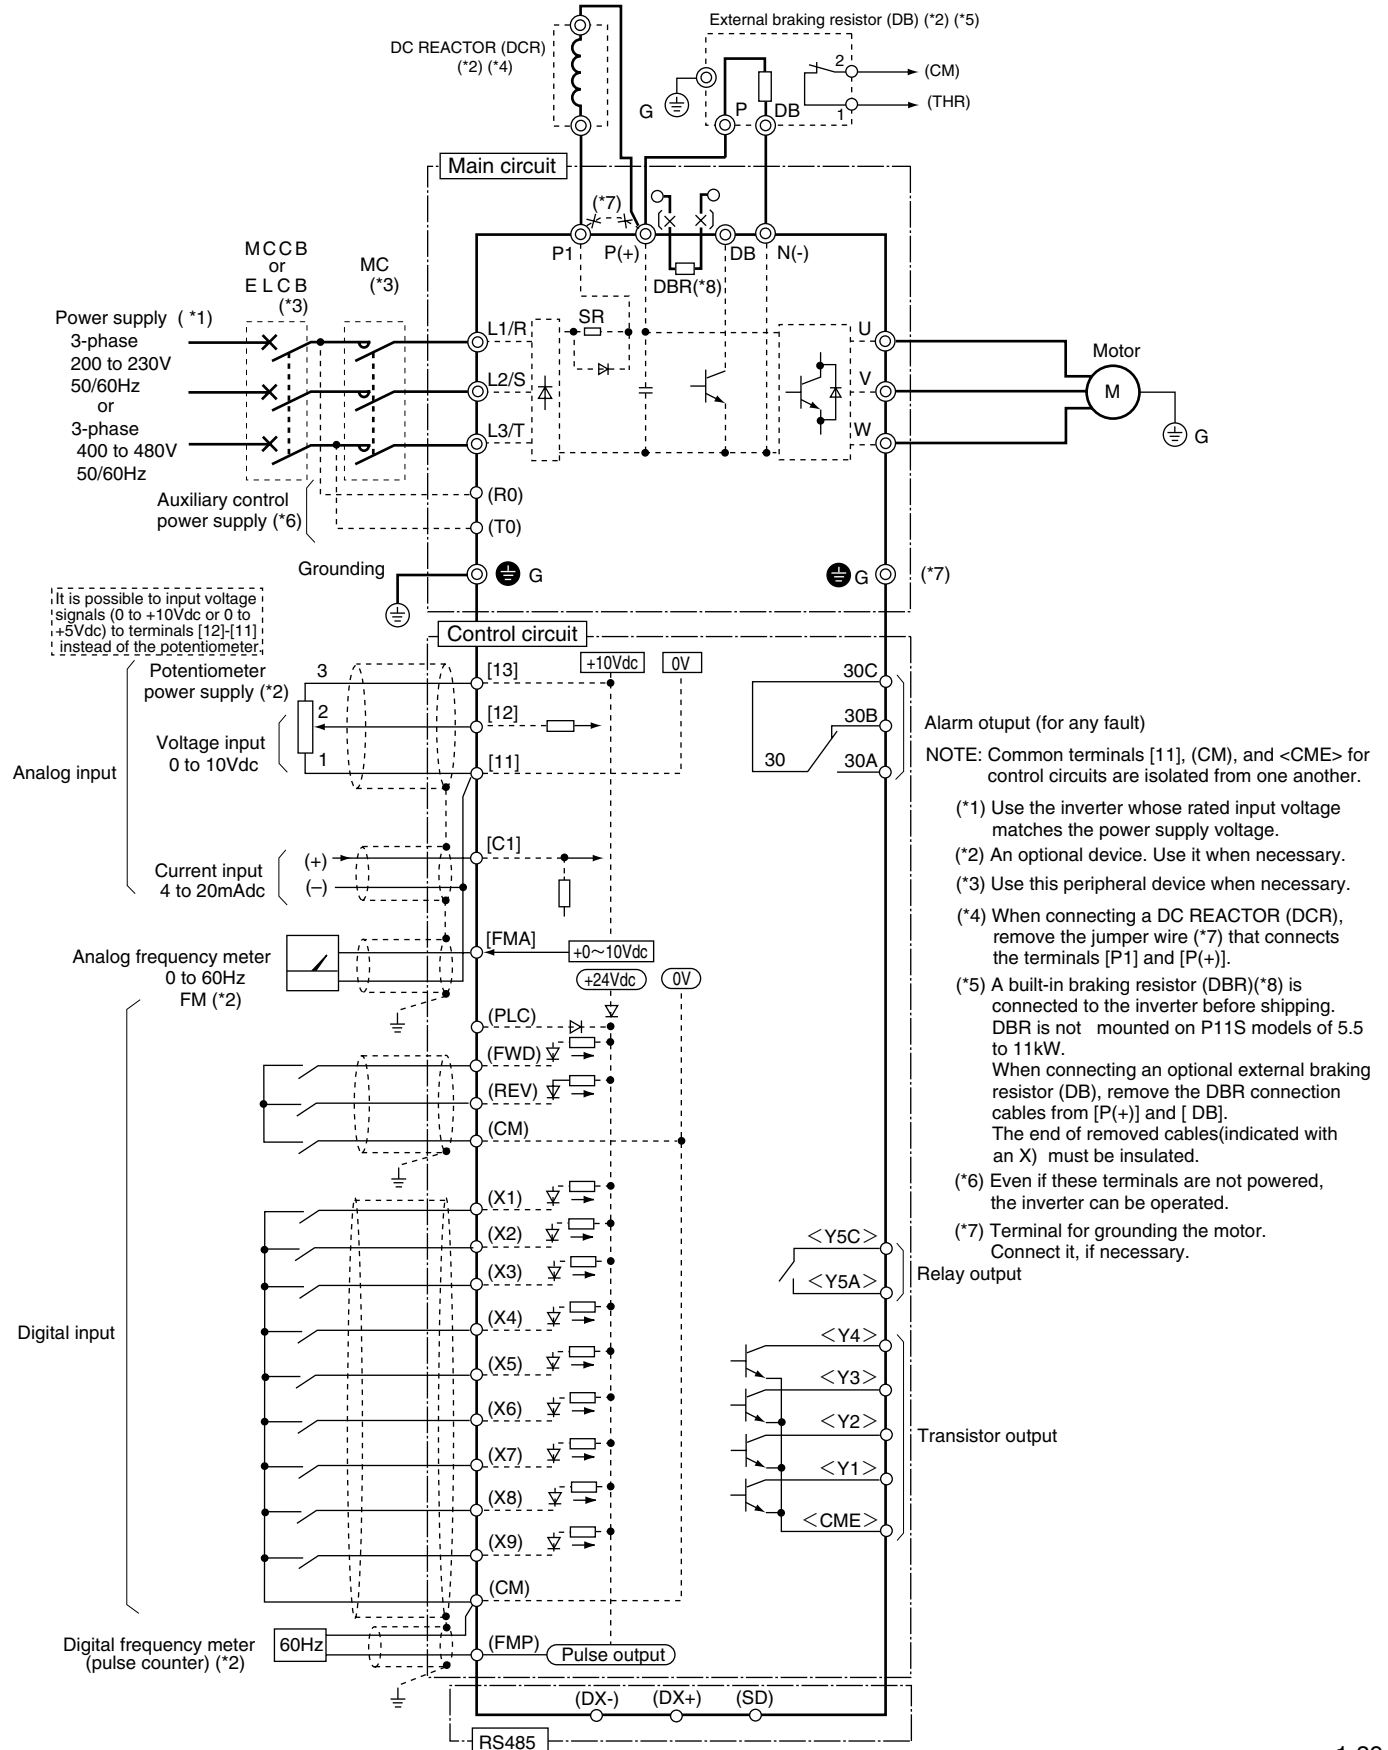 External braking resistor (DB) (*2) (*5)
DC REACTOR (DCR)
(*2) (*4)
2
(CM)
G
P
DB
1
(THR)
Main circuit
(*7)
P1
P(+)
DB
N(-)
DBR(*8)
MCCB
or
ELCB
(*3)
MC
(*3)
Power supply (*1)
3-phase
200 to 230V
50/60Hz
or
3-phase
400 to 480V
50/60Hz
L1/R
SR
U
L2/S
V
L3/T
W
Motor
M
G
Auxiliary control
power supply (*6)
(R0)
(T0)
Grounding
G
G
(*7)
It is possible to input voltage
signals (0 to +10Vdc or 0 to
+5Vdc) to terminals [12]-[11]
instead of the potentiometer.
Control circuit
Potentiometer
power supply (*2)
3
[13]
+10Vdc
0V
30C
2
[12]
30B
Voltage input
0 to 10Vdc
1
[11]
30
30A
Analog input
Alarm otuput (for any fault)
NOTE: Common terminals [11], (CM), and <CME> for
control circuits are isolated from one another.
(*1) Use the inverter whose rated input voltage
matches the power supply voltage.
(*2) An optional device. Use it when necessary.
(*3) Use this peripheral device when necessary.
(*4) When connecting a DC REACTOR (DCR),
remove the jumper wire (*7) that connects
the terminals [P1] and [P(+)].
(*5) A built-in braking resistor (DBR)(*8) is
connected to the inverter before shipping.
DBR is not mounted on P11S models of 5.5
to 11kW.
When connecting an optional external braking
resistor (DB), remove the DBR connection
cables from [P(+)] and [ DB].
The end of removed cables(indicated with
an X) must be insulated.
(*6) Even if these terminals are not powered,
the inverter can be operated.
(*7) Terminal for grounding the motor.
Connect it, if necessary.
Current input
4 to 20mAdc
(+)
(–)
[C1]
Analog frequency meter
0 to 60Hz
FM (*2)
[FMA]
+0～10Vdc
+24Vdc
0V
(PLC)
(FWD)
(REV)
(CM)
Digital input
(X1)
(X2)
(X3)
(X4)
(X5)
(X6)
(X7)
(X8)
(X9)
(CM)
<Y5C>
<Y5A>
Relay output
<Y4>
<Y3>
<Y2>
<Y1>
<CME>
Transistor output
Digital frequency meter
(pulse counter) (*2)
60Hz
(FMP)
Pulse output
(DX-)
(DX+)
(SD)
RS485